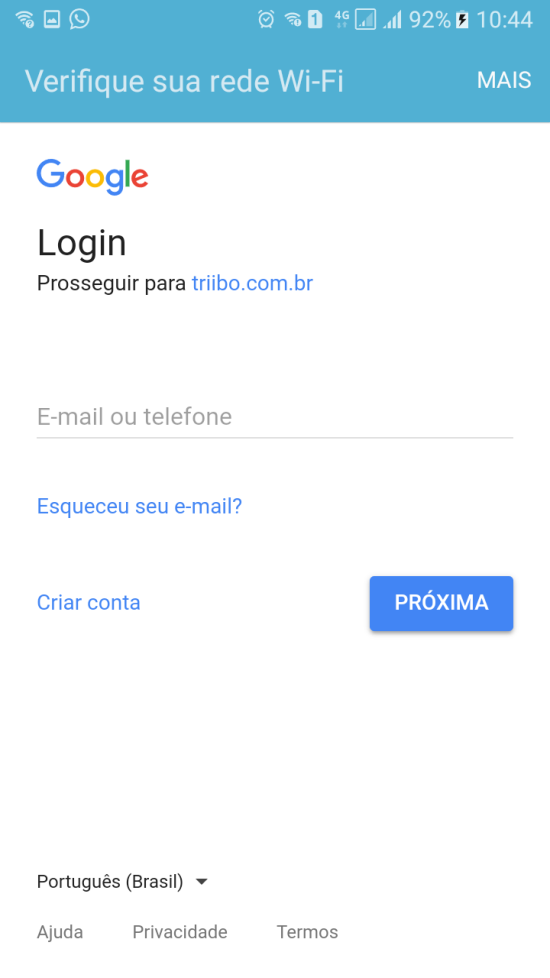 1 4G 92% 10:44
Verifique sua rede Wi-Fi MAIS
Google
Login
Prosseguir para triibo.com.br
E-mail ou telefone
Esqueceu seu e-mail?
Criar conta PRÓXIMA
Português (Brasil)
Ajuda Privacidade Termos